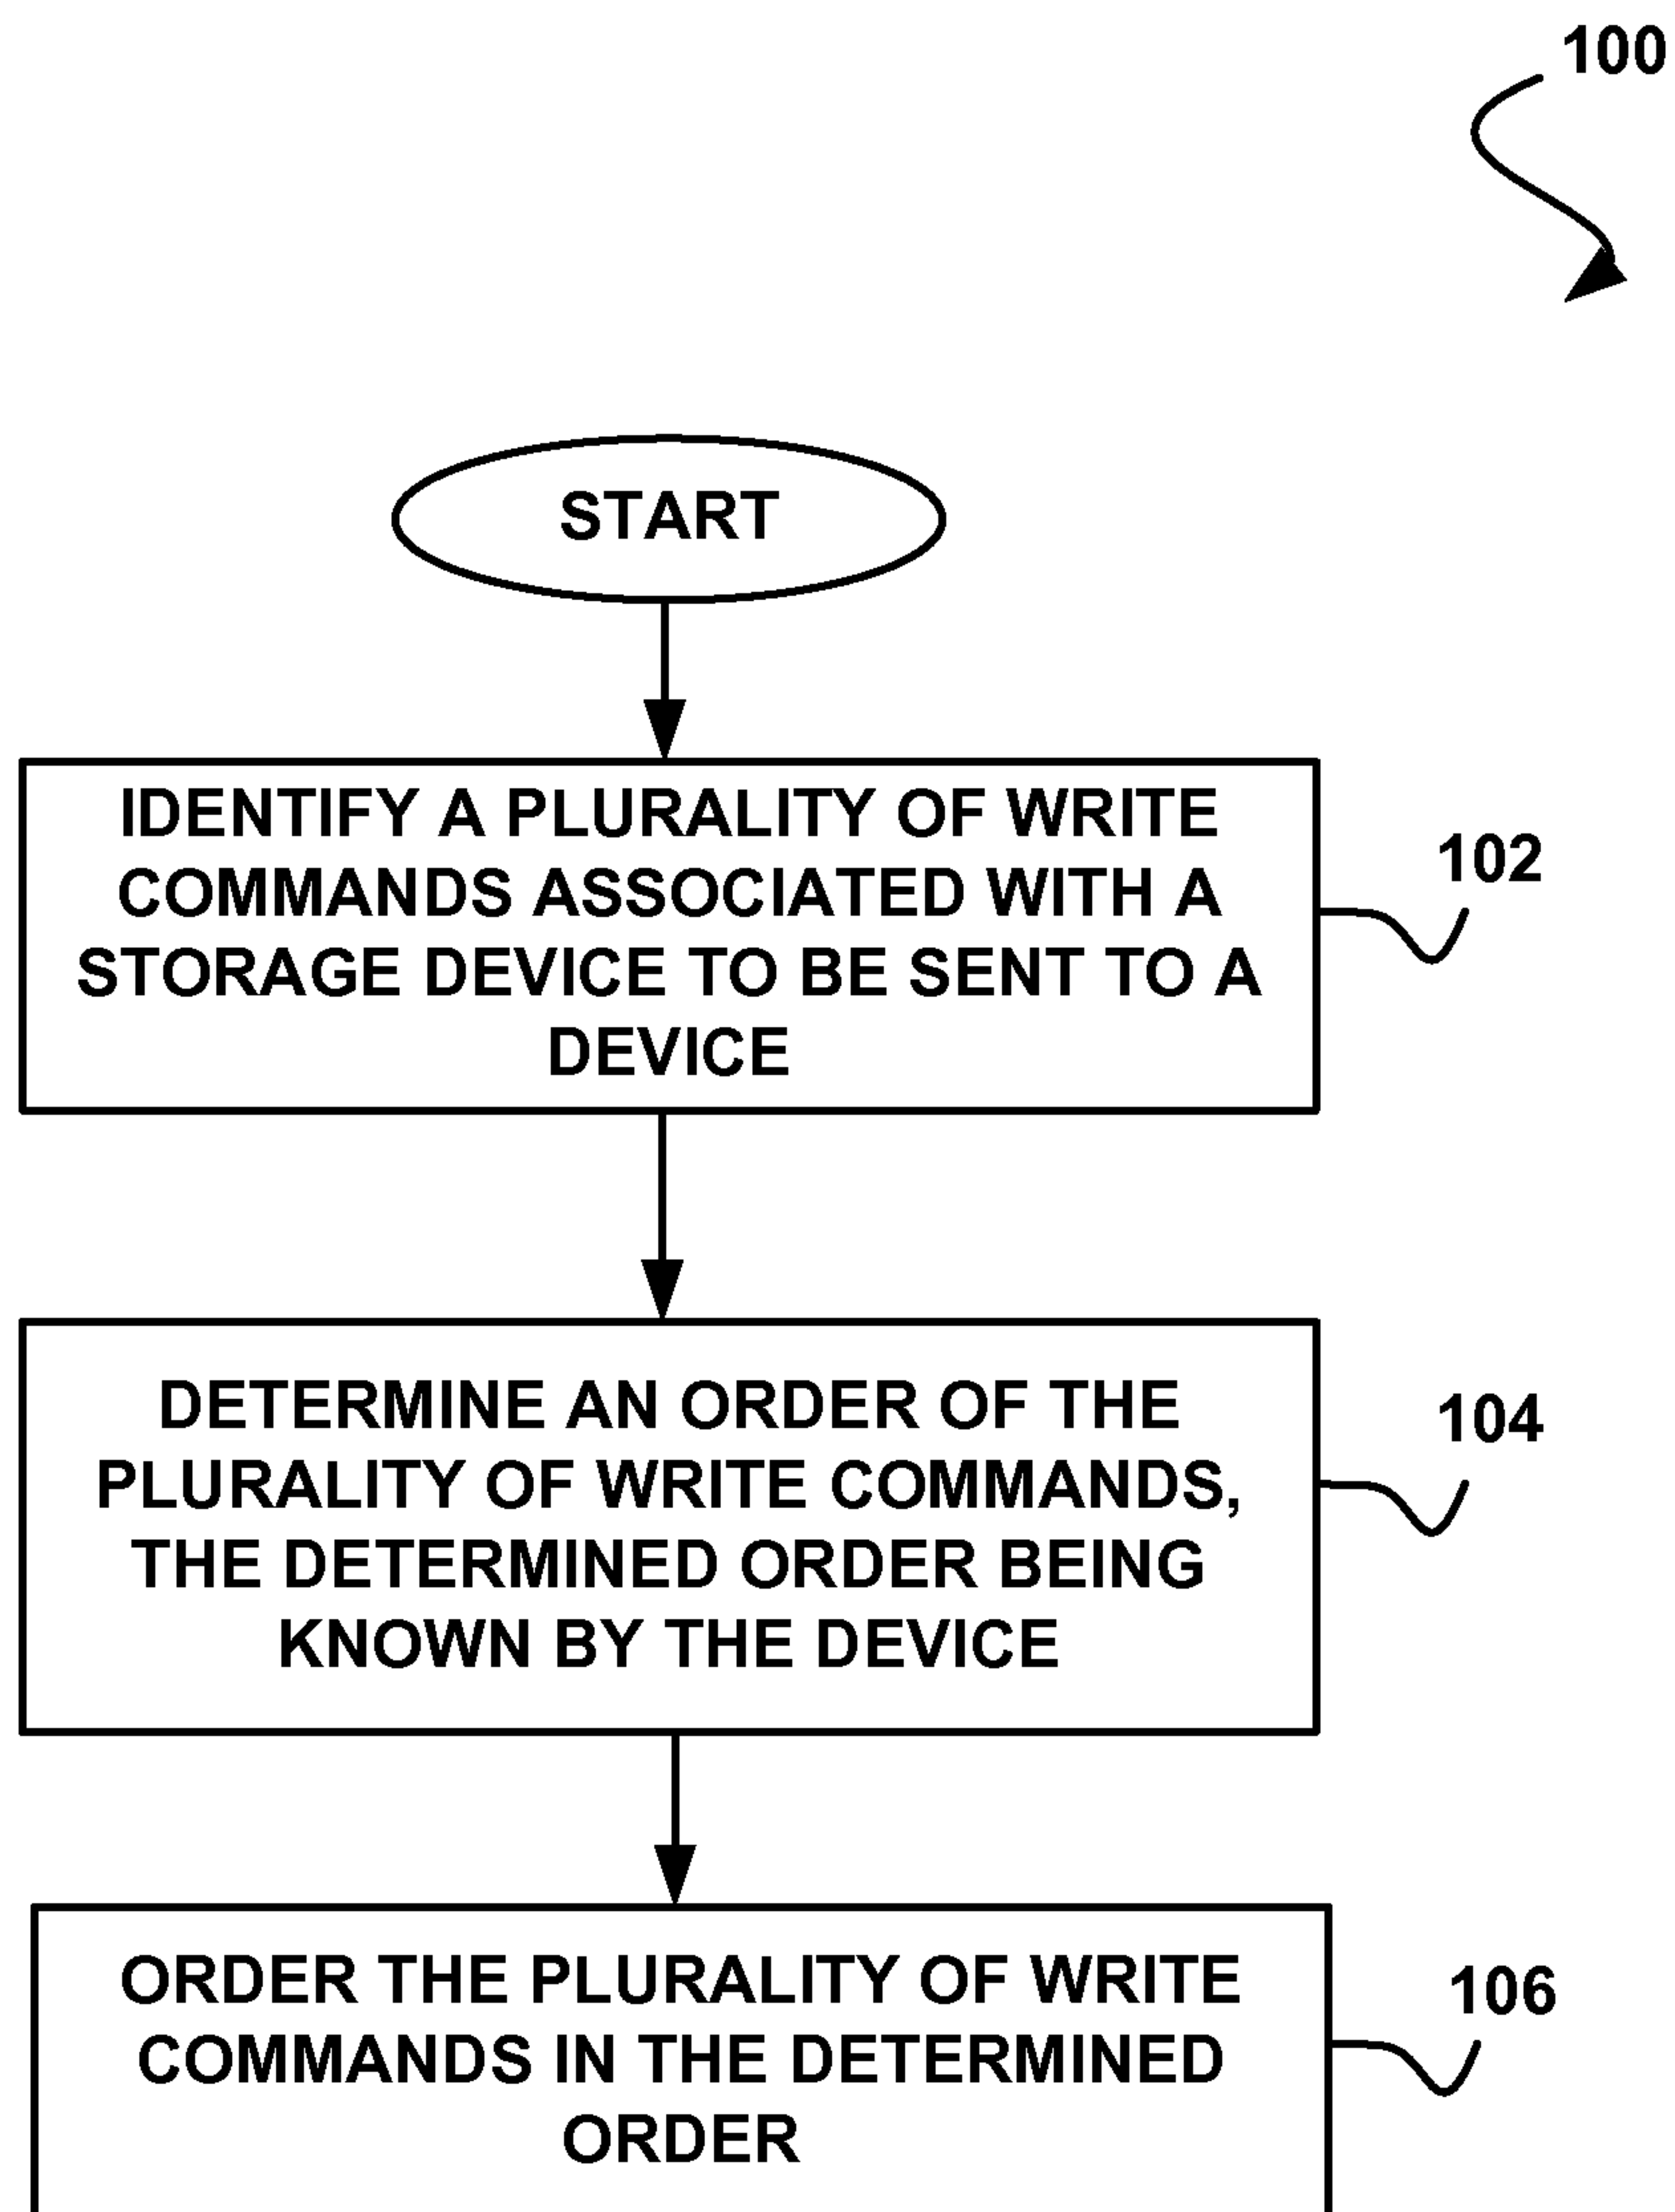 100
START
IDENTIFY A PLURALITY OF WRITE
COMMANDS ASSOCIATED WITH A
STORAGE DEVICE TO BE SENT TO A
DEVICE
102
DETERMINE AN ORDER OF THE
PLURALITY OF WRITE COMMANDS,
THE DETERMINED ORDER BEING
KNOWN BY THE DEVICE
104
ORDER THE PLURALITY OF WRITE
COMMANDS IN THE DETERMINED
ORDER
106